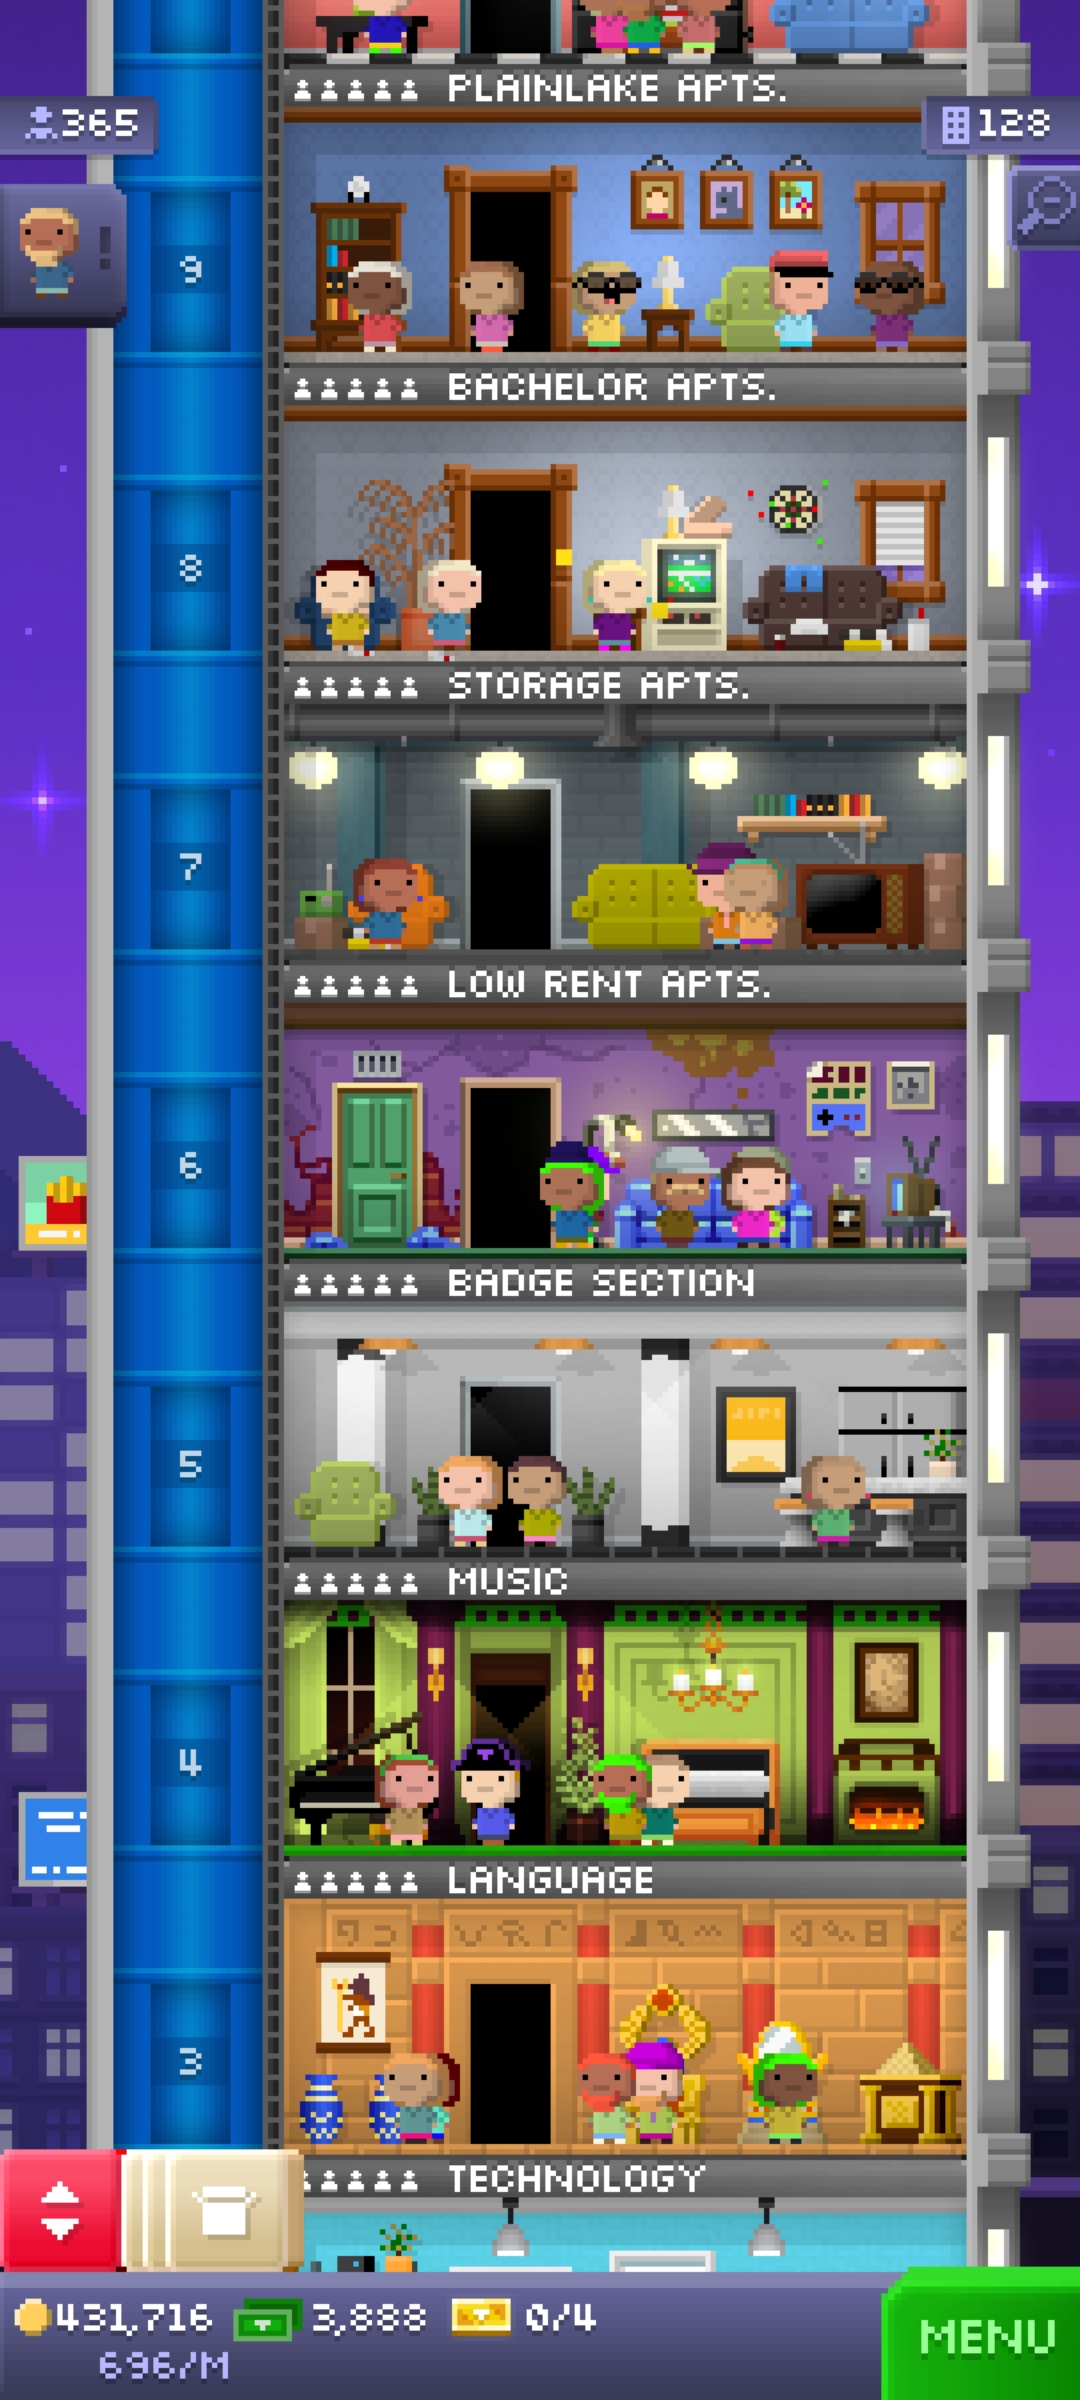 PLAINLAKE APTS.
365
128
!
9
BACHELOR APTS.
8
STORAGE APTS.
7
LOW RENT APTS.
6
BADGE SECTION
5
MUSIC
4
LANGUAGE
3
TECHNOLOGY
431,716
3,888
0/4
696/M
MENU